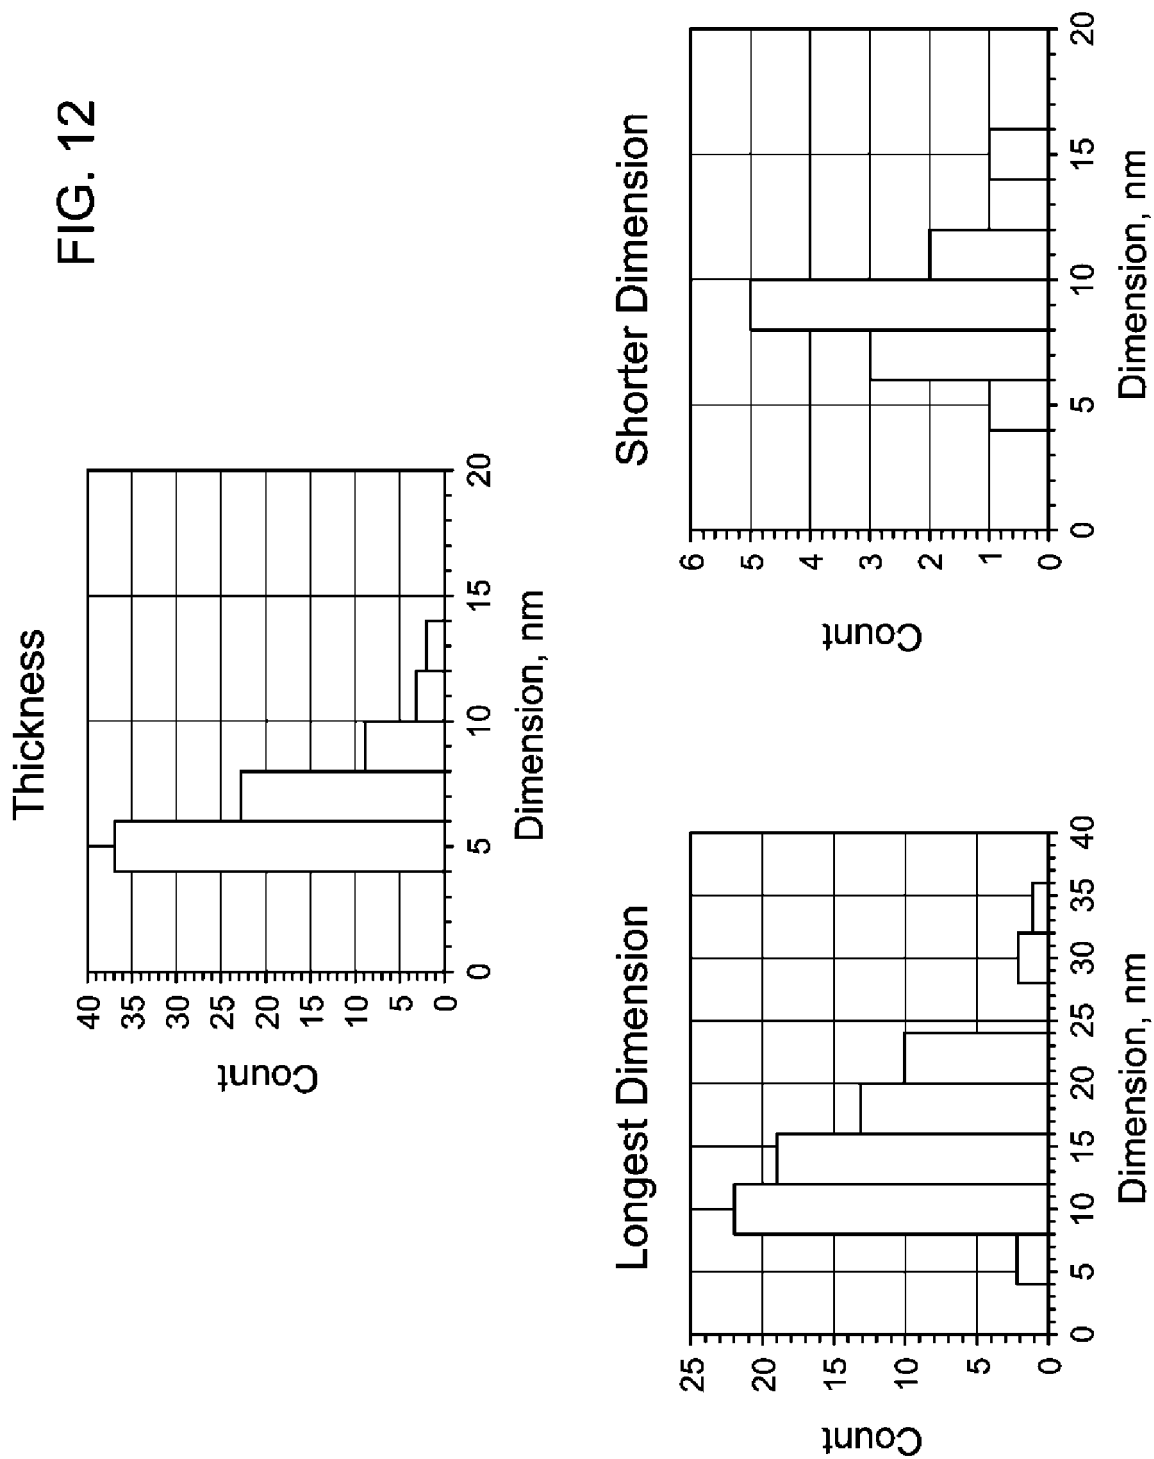 FIG. 12
Thickness
Count
40
35
30
25
20
15
10
5
0
0 5 10 15 20
Dimension, nm
Longest Dimension
Count
25
20
15
10
5
0
0 5 10 15 20 25 30 35 40
Dimension, nm
Shorter Dimension
Count
6
5
4
3
2
1
0
0 5 10 15 20
Dimension, nm